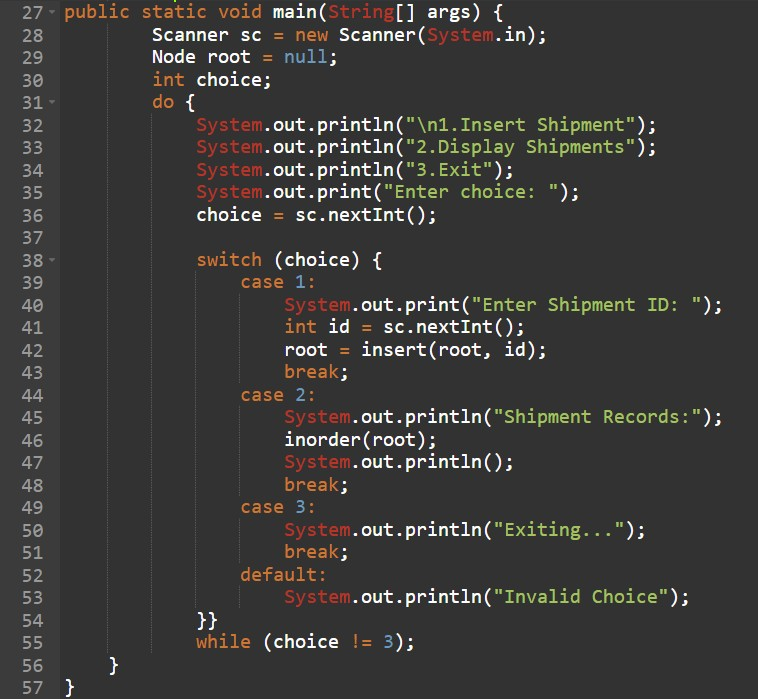 27 public static void main(String[] args) {
28 Scanner sc = new Scanner(System.in);
29 Node root = null;
30 int choice;
31 do {
32 System.out.println("\n1.Insert Shipment");
33 System.out.println("2.Display Shipments");
34 System.out.println("3.Exit");
35 System.out.print("Enter choice: ");
36 choice = sc.nextInt();
37
38 switch (choice) {
39 case 1:
40 System.out.print("Enter Shipment ID: ");
41 int id = sc.nextInt();
42 root = insert(root, id);
43 break;
44 case 2:
45 System.out.println("Shipment Records:");
46 inorder(root);
47 System.out.println();
48 break;
49 case 3:
50 System.out.println("Exiting...");
51 break;
52 default:
53 System.out.println("Invalid Choice");
54 }}
55 while (choice != 3);
56 }
57 }